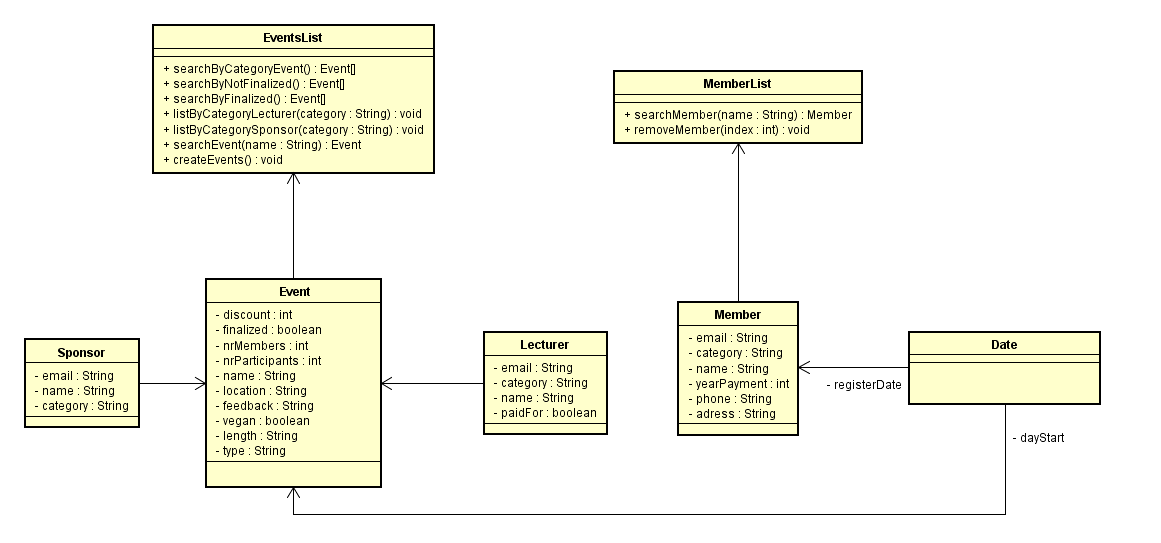 EventsList
+ searchByCategoryEvent() : Event[]
+ searchByNotFinalized() : Event[]
+ searchByFinalized() : Event[]
+ listByCategoryLecturer(category : String) : void
+ listByCategorySponsor(category : String) : void
+ searchEvent(name : String) : Event
+ createEvents() : void
MemberList
+ searchMember(name : String) : Member
+ removeMember(index : int) : void
Sponsor
- email : String
- name : String
- category : String
Event
- discount : int
- finalized : boolean
- nrMembers : int
- nrParticipants : int
- name : String
- location : String
- feedback : String
- vegan : boolean
- length : String
- type : String
Lecturer
- email : String
- category : String
- name : String
- paidFor : boolean
Member
- email : String
- category : String
- name : String
- yearPayment : int
- phone : String
- adress : String
Date
- registerDate
- dayStart